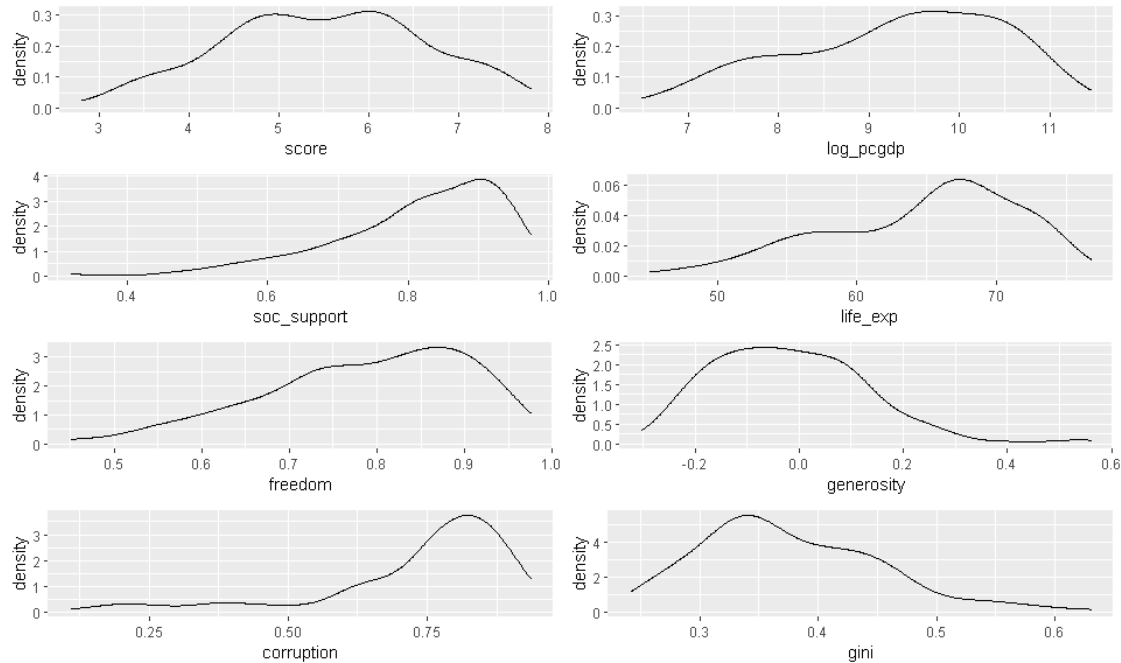 density
0.3
0.2
0.1
0.0
3 4 5 6 7 8
score
density
0.3
0.2
0.1
0.0
7 8 9 10 11
log_pcgdp
density
4
3
2
1
0
0.4 0.6 0.8 1.0
soc_support
density
0.06
0.04
0.02
0.00
50 60 70
life_exp
density
3
2
1
0
0.5 0.6 0.7 0.8 0.9 1.0
freedom
density
2.5
2.0
1.5
1.0
0.5
0.0
-0.2 0.0 0.2 0.4 0.6
generosity
density
3
2
1
0
0.25 0.50 0.75
corruption
density
4
2
0
0.3 0.4 0.5 0.6
gini